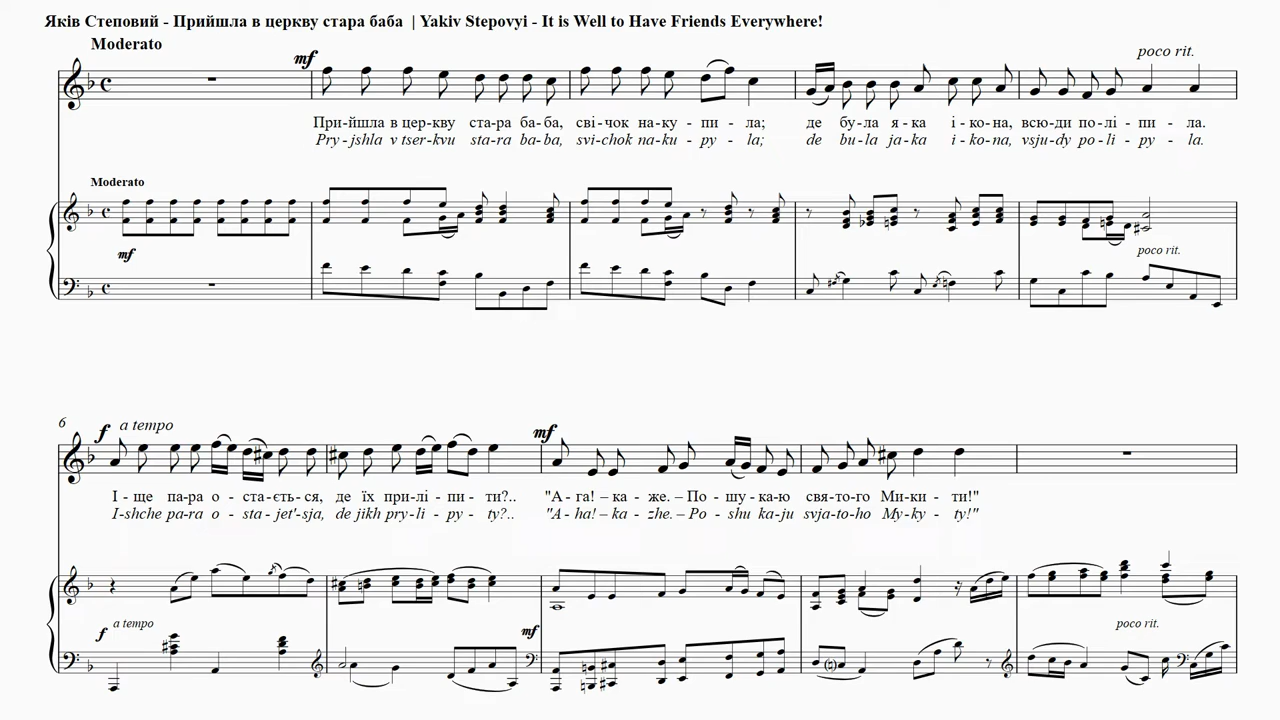 Яків Степовий - Прийшла в церкву стара баба | Yakiv Stepovyi - It is Well to Have Friends Everywhere!
Moderato
mf
poco rit.
При-йшла в цер-кву ста-ра ба-ба, сві-чок на-ку-пи-ла; де бу-ла я-ка і-ко-на, всю-ди по-лі-пи-ла.
Pry-jshla v tser-kvu sta-ra ba-ba, svi-chok na-ku-py-la; de bu-la ja-ka i-ko-na, vsju-dy po-li-py-la.
Moderato
mf
poco rit.
6
f a tempo
mf
І-ще па-ра о-ста-єть-ся, де їх при-лі-пи-ти?.. "А-га!–ка-же.–По-шу-ка-ю свя-то-го Ми-ки-ти!"
I-shche pa-ra o-sta-jet'-sja, de jikh pry-li-py-ty?.. "A-ha!–ka-zhe.–Po-shu ka-ju svja-to-ho My-ky-ty!"
f a tempo
mf
poco rit.